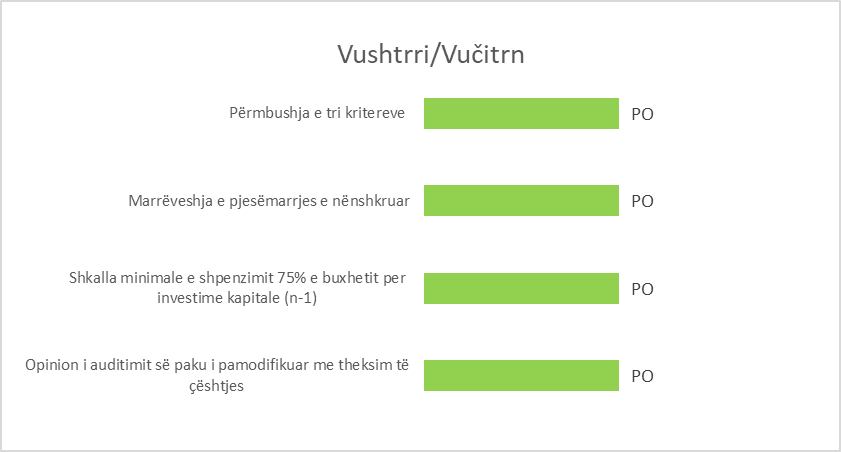 Vushtrri/Vučitrn
Përmbushja e tri kritereve
PO
Marrëveshja e pjesëmarrjes e nënshkruar
PO
Shkalla minimale e shpenzimit 75% e buxhetit per
investime kapitale (n-1)
PO
Opinion i auditimit së paku i pamodifikuar me theksim të
çështjes
PO